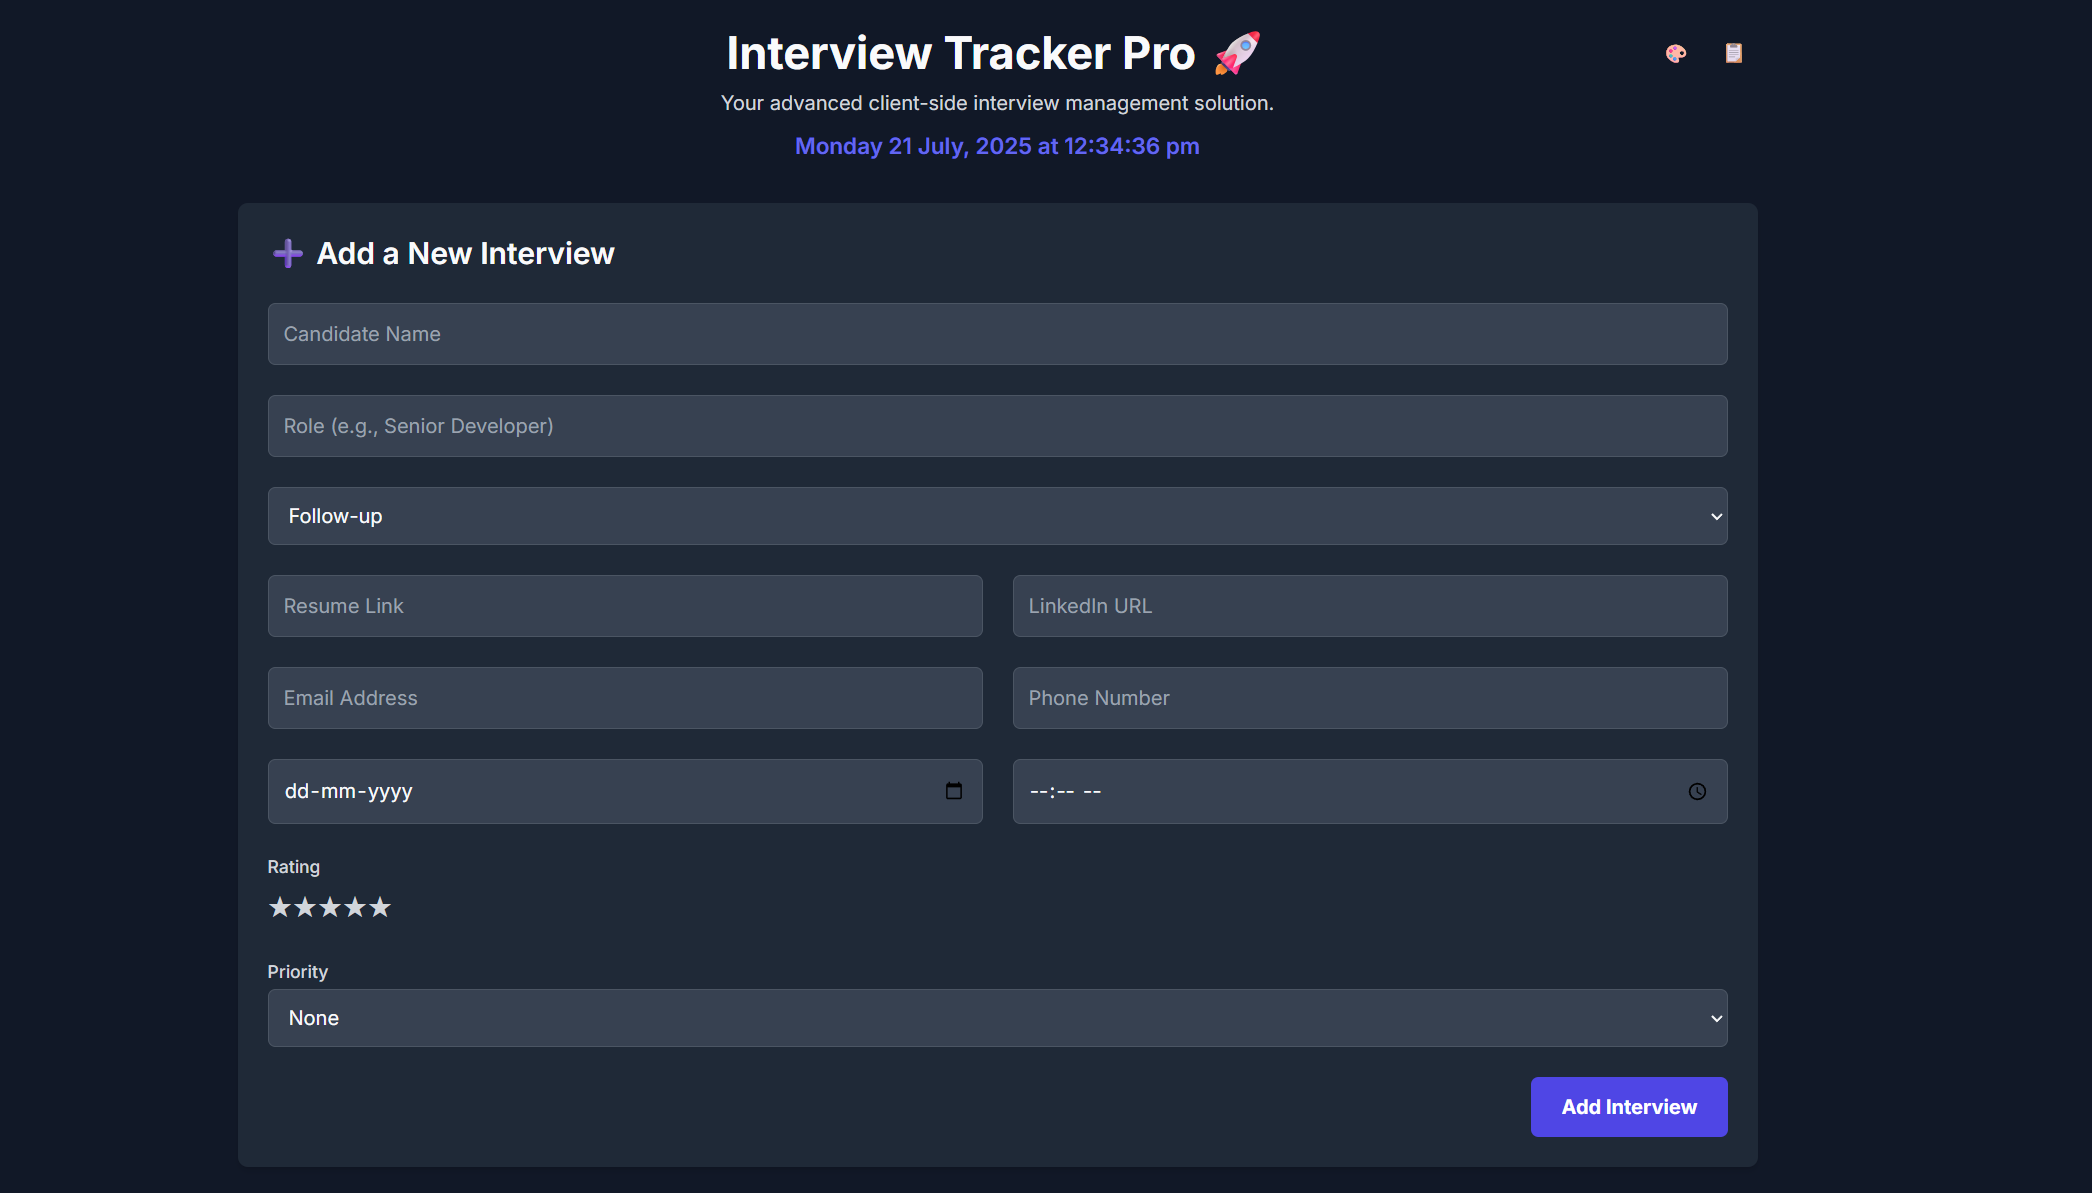 Interview Tracker Pro 🚀
Your advanced client-side interview management solution.
Monday 21 July, 2025 at 12:34:36 pm
Add a New Interview
Candidate Name
Role (e.g., Senior Developer)
Follow-up
Resume Link
LinkedIn URL
Email Address
Phone Number
dd-mm-yyyy
--:-- --
Rating
★★★★★
Priority
None
Add Interview